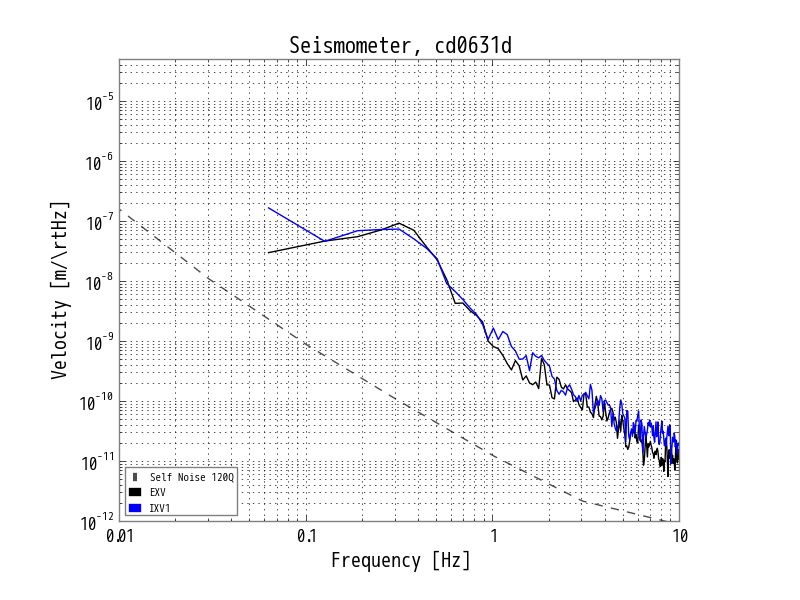 Seismometer, cd0631d
Velocity [m/\rtHz]
10^-5
10^-6
10^-7
10^-8
10^-9
10^-10
10^-11
10^-12
Self Noise 120Q
EXV
IXV1
0.01
0.1
1
10
Frequency [Hz]